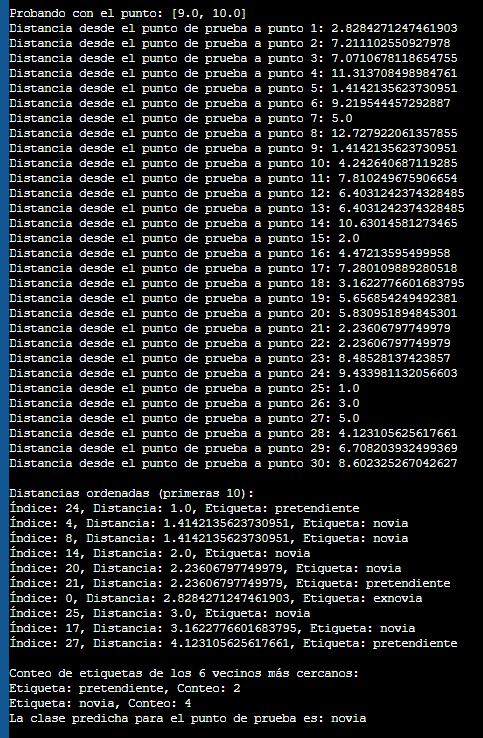 Probando con el punto: [9.0, 10.0]
Distancia desde el punto de prueba a punto 1: 2.8284271247461903
Distancia desde el punto de prueba a punto 2: 7.211102550927978
Distancia desde el punto de prueba a punto 3: 7.0710678118654755
Distancia desde el punto de prueba a punto 4: 11.313708498984761
Distancia desde el punto de prueba a punto 5: 1.4142135623730951
Distancia desde el punto de prueba a punto 6: 9.219544457292887
Distancia desde el punto de prueba a punto 7: 5.0
Distancia desde el punto de prueba a punto 8: 12.727922061357855
Distancia desde el punto de prueba a punto 9: 1.4142135623730951
Distancia desde el punto de prueba a punto 10: 4.242640687119285
Distancia desde el punto de prueba a punto 11: 7.810249675906654
Distancia desde el punto de prueba a punto 12: 6.4031242374328485
Distancia desde el punto de prueba a punto 13: 6.4031242374328485
Distancia desde el punto de prueba a punto 14: 10.63014581273465
Distancia desde el punto de prueba a punto 15: 2.0
Distancia desde el punto de prueba a punto 16: 4.47213595499958
Distancia desde el punto de prueba a punto 17: 7.280109889280518
Distancia desde el punto de prueba a punto 18: 3.1622776601683795
Distancia desde el punto de prueba a punto 19: 5.656854249492381
Distancia desde el punto de prueba a punto 20: 5.830951894845301
Distancia desde el punto de prueba a punto 21: 2.23606797749979
Distancia desde el punto de prueba a punto 22: 2.23606797749979
Distancia desde el punto de prueba a punto 23: 8.48528137423857
Distancia desde el punto de prueba a punto 24: 9.433981132056603
Distancia desde el punto de prueba a punto 25: 1.0
Distancia desde el punto de prueba a punto 26: 3.0
Distancia desde el punto de prueba a punto 27: 5.0
Distancia desde el punto de prueba a punto 28: 4.123105625617661
Distancia desde el punto de prueba a punto 29: 6.708203932499369
Distancia desde el punto de prueba a punto 30: 8.602325267042627
Distancias ordenadas (primeras 10):
Índice: 24, Distancia: 1.0, Etiqueta: pretendiente
Índice: 4, Distancia: 1.4142135623730951, Etiqueta: novia
Índice: 8, Distancia: 1.4142135623730951, Etiqueta: novia
Índice: 14, Distancia: 2.0, Etiqueta: novia
Índice: 20, Distancia: 2.23606797749979, Etiqueta: novia
Índice: 21, Distancia: 2.23606797749979, Etiqueta: pretendiente
Índice: 0, Distancia: 2.8284271247461903, Etiqueta: exnovia
Índice: 25, Distancia: 3.0, Etiqueta: novia
Índice: 17, Distancia: 3.1622776601683795, Etiqueta: novia
Índice: 27, Distancia: 4.123105625617661, Etiqueta: pretendiente
Conteo de etiquetas de los 6 vecinos más cercanos:
Etiqueta: pretendiente, Conteo: 2
Etiqueta: novia, Conteo: 4
La clase predicha para el punto de prueba es: novia